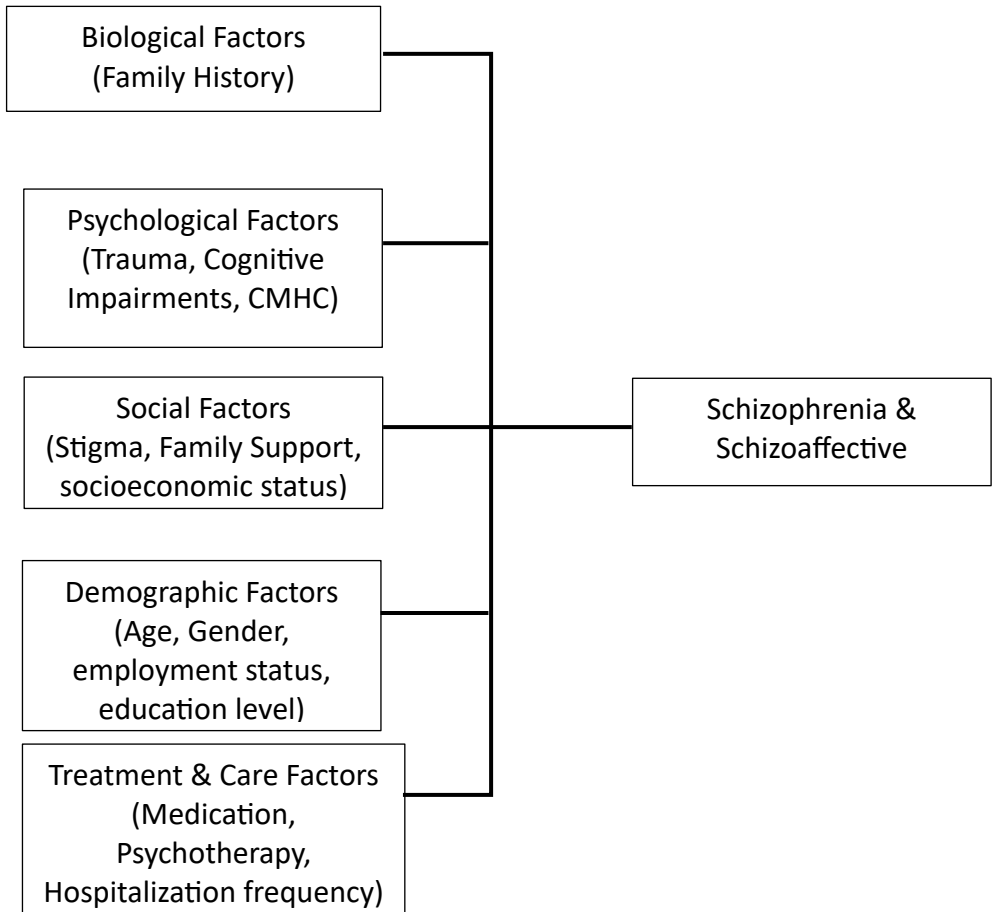 Biological Factors
(Family History)
Psychological Factors
(Trauma, Cognitive
Impairments, CMHC)
Social Factors
(Stigma, Family Support,
socioeconomic status)
Schizophrenia &
Schizoaffective
Demographic Factors
(Age, Gender,
employment status,
education level)
Treatment & Care Factors
(Medication,
Psychotherapy,
Hospitalization frequency)